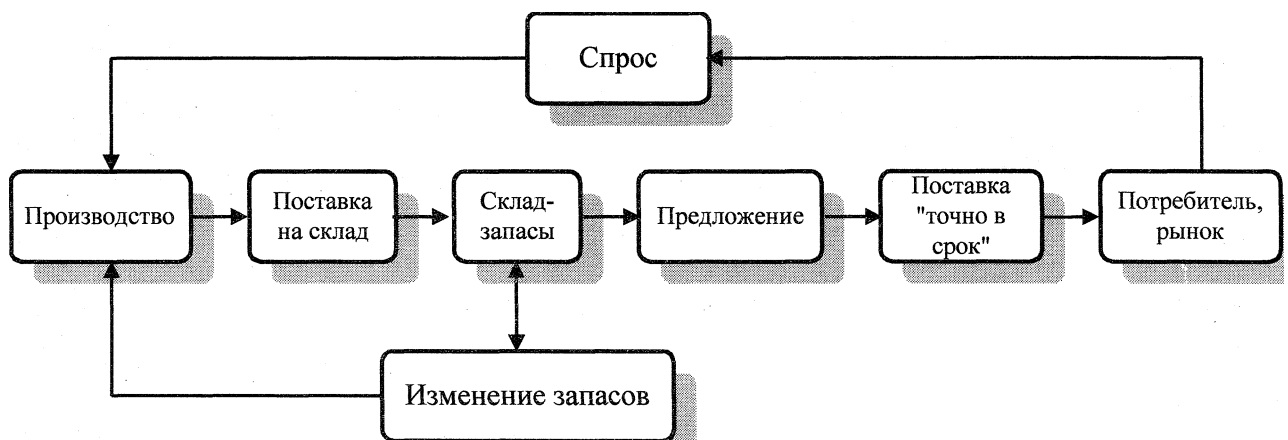 Спрос
Производство
Поставка
на склад
Склад-
запасы
Предложение
Поставка
"точно в
срок"
Потребитель,
рынок
Изменение запасов